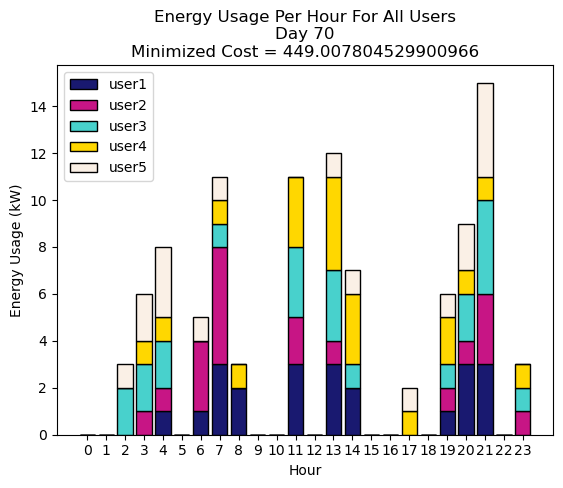 Energy Usage Per Hour For All Users
Day 70
Minimized Cost = 449.007804529900966
user1
user2
user3
user4
user5
Energy Usage (kW)
14
12
10
8
6
4
2
0
0 1 2 3 4 5 6 7 8 9 10 11 12 13 14 15 16 17 18 19 20 21 22 23
Hour